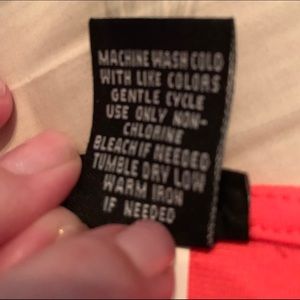 MACHINE WASH COLD
WITH LIKE COLORS
GENTLE CYCLE
USE ONLY NON-
CHLORINE
BLEACH IF NEEDED
TUMBLE DRY LOW
WARM IRON
IF NEEDED